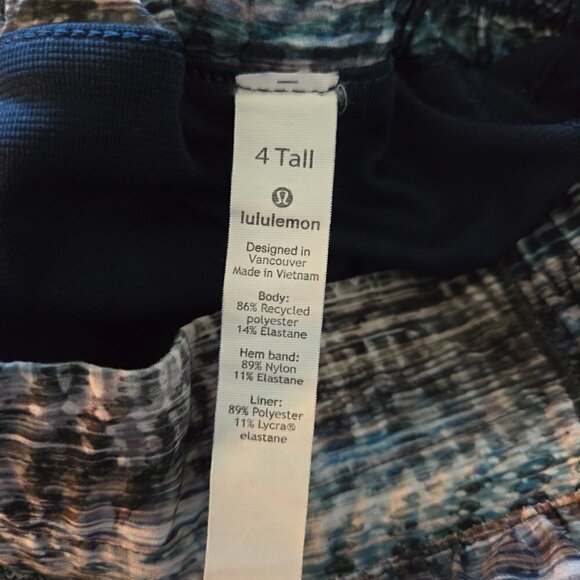 4 Tall
lululemon
Designed in
Vancouver
Made in Vietnam
Body:
86% Recycled
polyester
14% Elastane
Hem band:
89% Nylon
11% Elastane
Liner:
89% Polyester
11% Lycra®
elastane